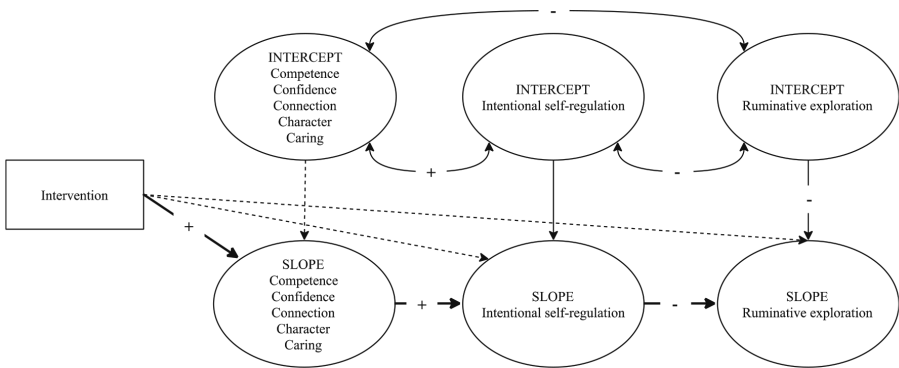 -
INTERCEPT
Competence
Confidence
Connection
Character
Caring
INTERCEPT
Intentional self-regulation
INTERCEPT
Ruminative exploration
+
-
Intervention
-
+
SLOPE
Competence
Confidence
Connection
Character
Caring
+
SLOPE
Intentional self-regulation
-
SLOPE
Ruminative exploration